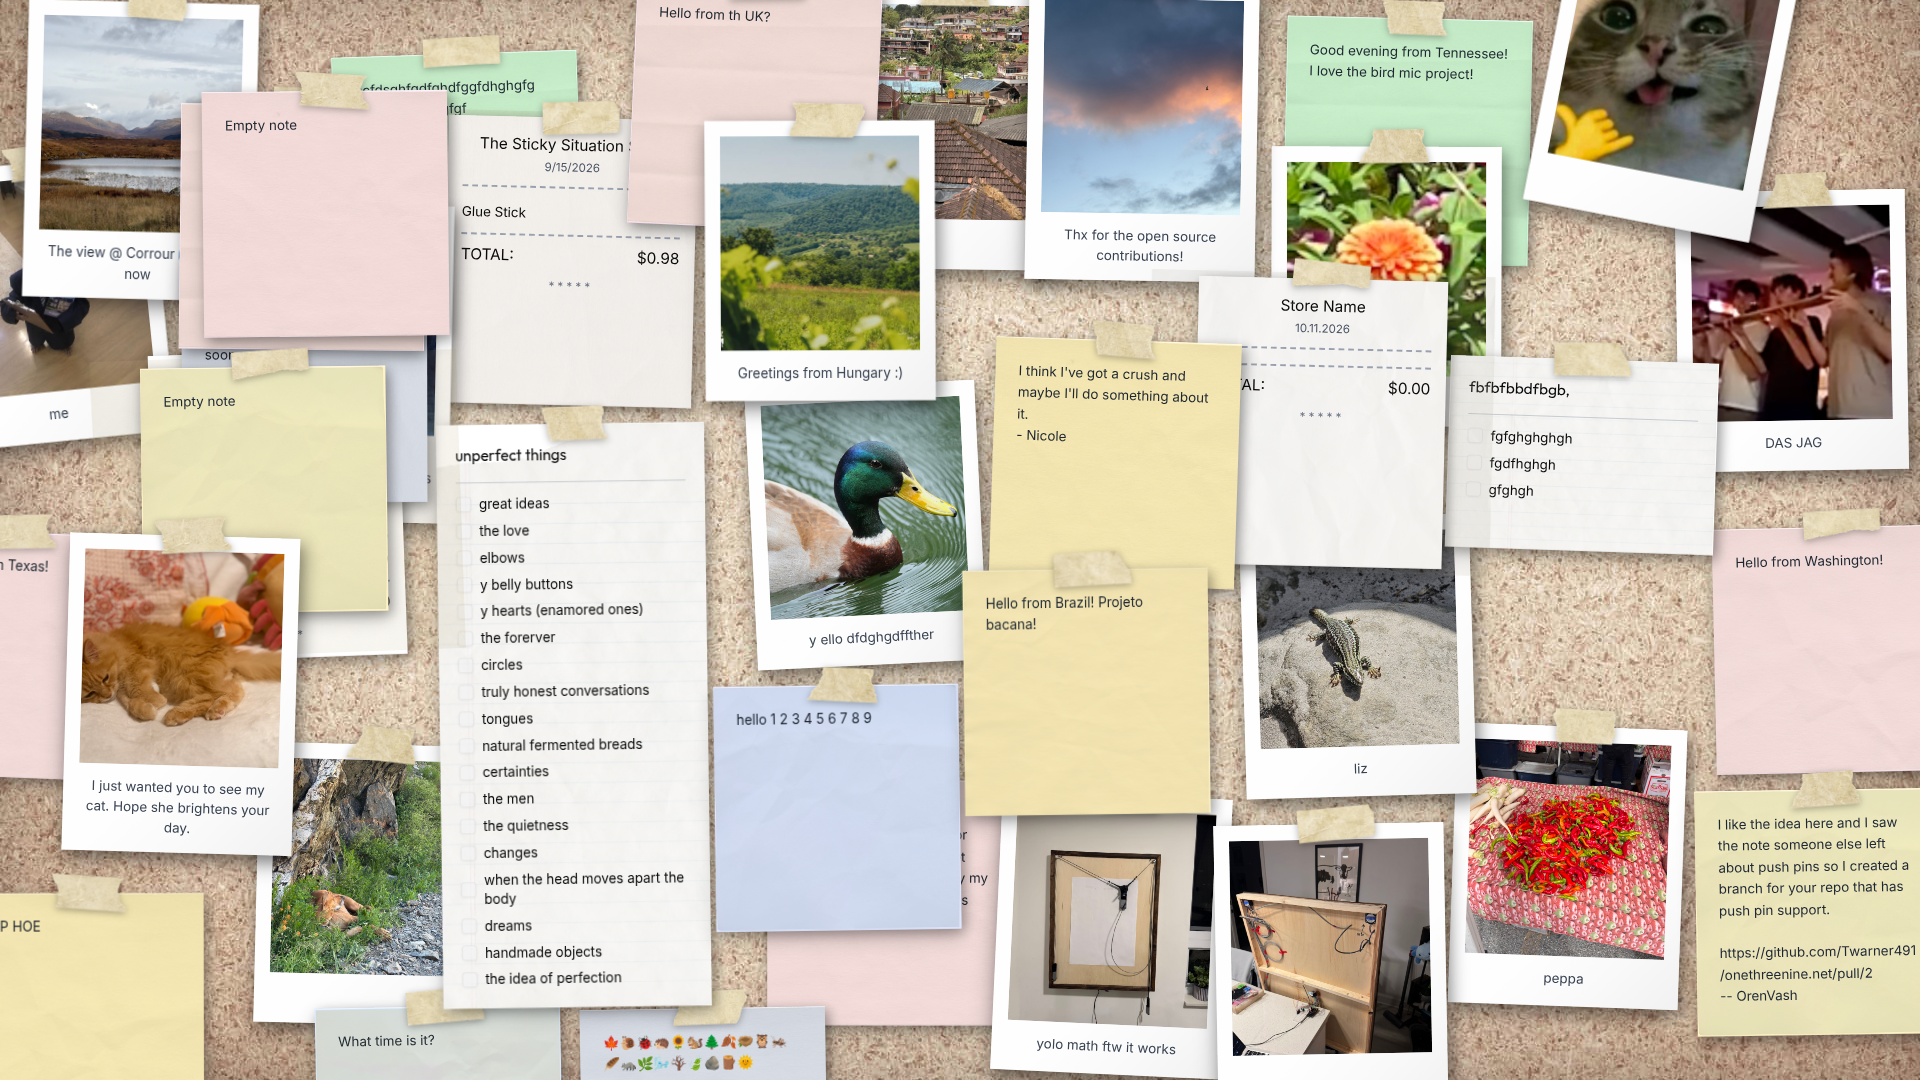 Hello from th UK?
Good evening from Tennessee!
I love the bird mic project!
cfdsghfgdfghdfggfdhghgfg
fgf
Empty note
The Sticky Situation
9/15/2026
Glue Stick
TOTAL: $0.98
*****
The view @ Corrour
now
Thx for the open source
contributions!
Greetings from Hungary :)
Store Name
10.11.2026
AL: $0.00
*****
I think I've got a crush and
maybe I'll do something about
it.
- Nicole
fbfbfbbdfbgb,
fgfghghghgh
fgdfhghgh
gfghgh
DAS JAG
soon
me
Empty note
unperfect things
great ideas
the love
elbows
y belly buttons
y hearts (enamored ones)
the forerver
circles
truly honest conversations
tongues
natural fermented breads
certainties
the men
the quietness
changes
when the head moves apart the
body
dreams
handmade objects
the idea of perfection
y ello dfdghgdffther
Hello from Brazil! Projeto
bacana!
Hello from Washington!
Texas!
I just wanted you to see my
cat. Hope she brightens your
day.
hello 1 2 3 4 5 6 7 8 9
or
t
my
s
liz
peppa
I like the idea here and I saw
the note someone else left
about push pins so I created a
branch for your repo that has
push pin support.
https://github.com/Twarner491
/onethreenine.net/pull/2
-- OrenVash
P HOE
yolo math ftw it works
What time is it?